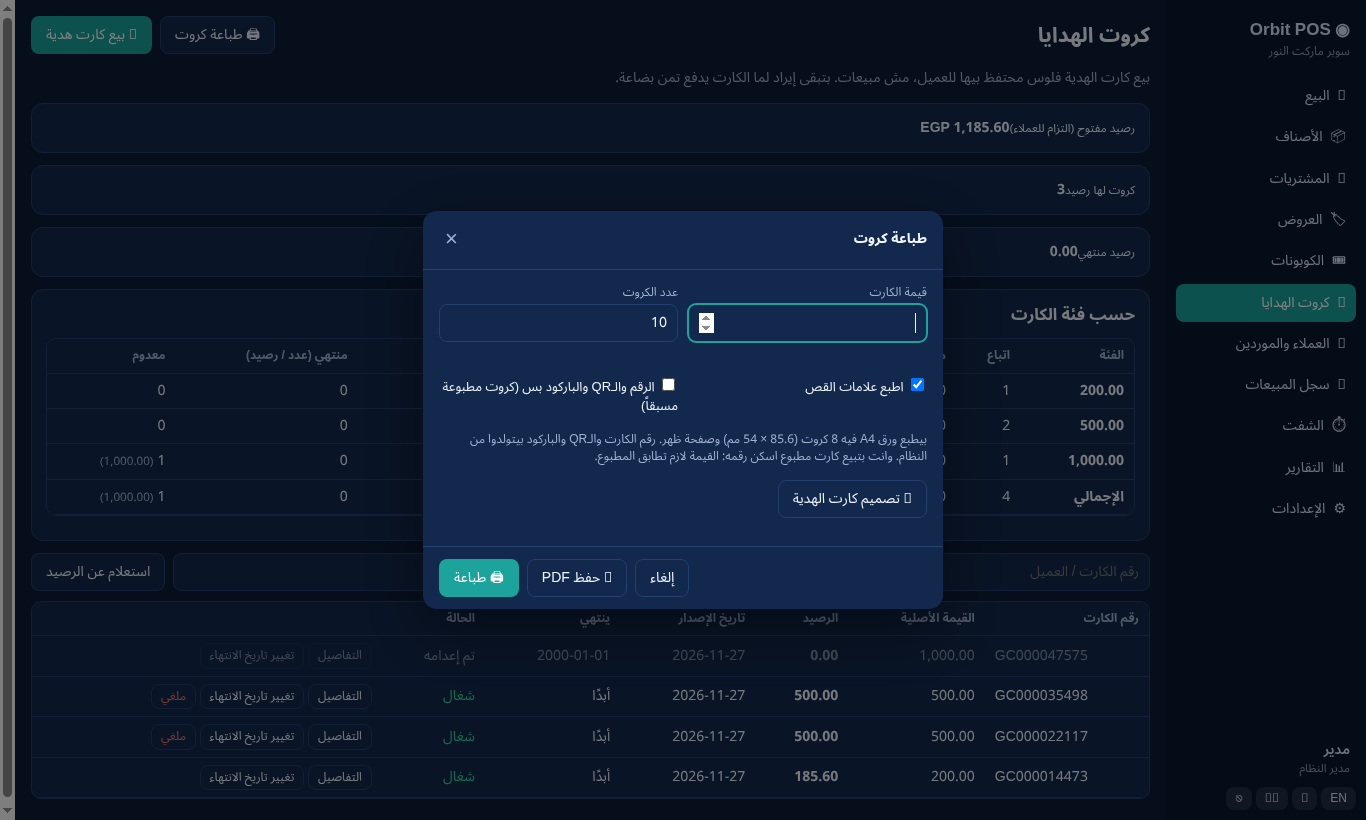 Orbit POS
سوبر ماركت النور
البيع
الأصناف
المشتريات
العروض
الكوبونات
كروت الهدايا
العملاء والموردين
سجل المبيعات
الشفت
التقارير
الإعدادات
مدير
مدير النظام
EN
كروت الهدايا
طباعة كروت
بيع كارت هدية
بيع كارت الهدية فلوس محتفظ بيها للعميل، مش مبيعات. بتبقى إيراد لما الكارت يدفع تمن بضاعة.
رصيد مفتوح (التزام للعملاء) EGP 1,185.60
كروت لها رصيد 3
رصيد منتهي 0.00
حسب فئة الكارت
الفئة اتباع منتهي (عدد / رصيد) معدوم
200.00 1 0 0
500.00 2 0 0
1,000.00 1 0 1 (1,000.00)
الإجمالي 4 0 1 (1,000.00)
طباعة كروت ×
قيمة الكارت عدد الكروت
10
اطبع علامات القص
الرقم والـQR والباركود بس (كروت مطبوعة
مسبقاً)
بيطبع ورق A4 فيه 8 كروت (85.6 × 54 مم) وصفحة ظهر. رقم الكارت والـQR والباركود بيتولدوا من
النظام. وانت بتبيع كارت مطبوع اسكن رقمه: القيمة لازم تطابق المطبوع.
تصميم كارت الهدية
إلغاء حفظ PDF طباعة
رقم الكارت / العميل استعلام عن الرصيد
رقم الكارت القيمة الأصلية الرصيد تاريخ الإصدار ينتهي الحالة
GC000047575 1,000.00 0.00 2026-11-27 2000-01-01 تم إعدامه التفاصيل تغيير تاريخ الانتهاء
GC000035498 500.00 500.00 2026-11-27 أبدًا شغال التفاصيل تغيير تاريخ الانتهاء ملغي
GC000022117 500.00 500.00 2026-11-27 أبدًا شغال التفاصيل تغيير تاريخ الانتهاء ملغي
GC000014473 200.00 185.60 2026-11-27 أبدًا شغال التفاصيل تغيير تاريخ الانتهاء